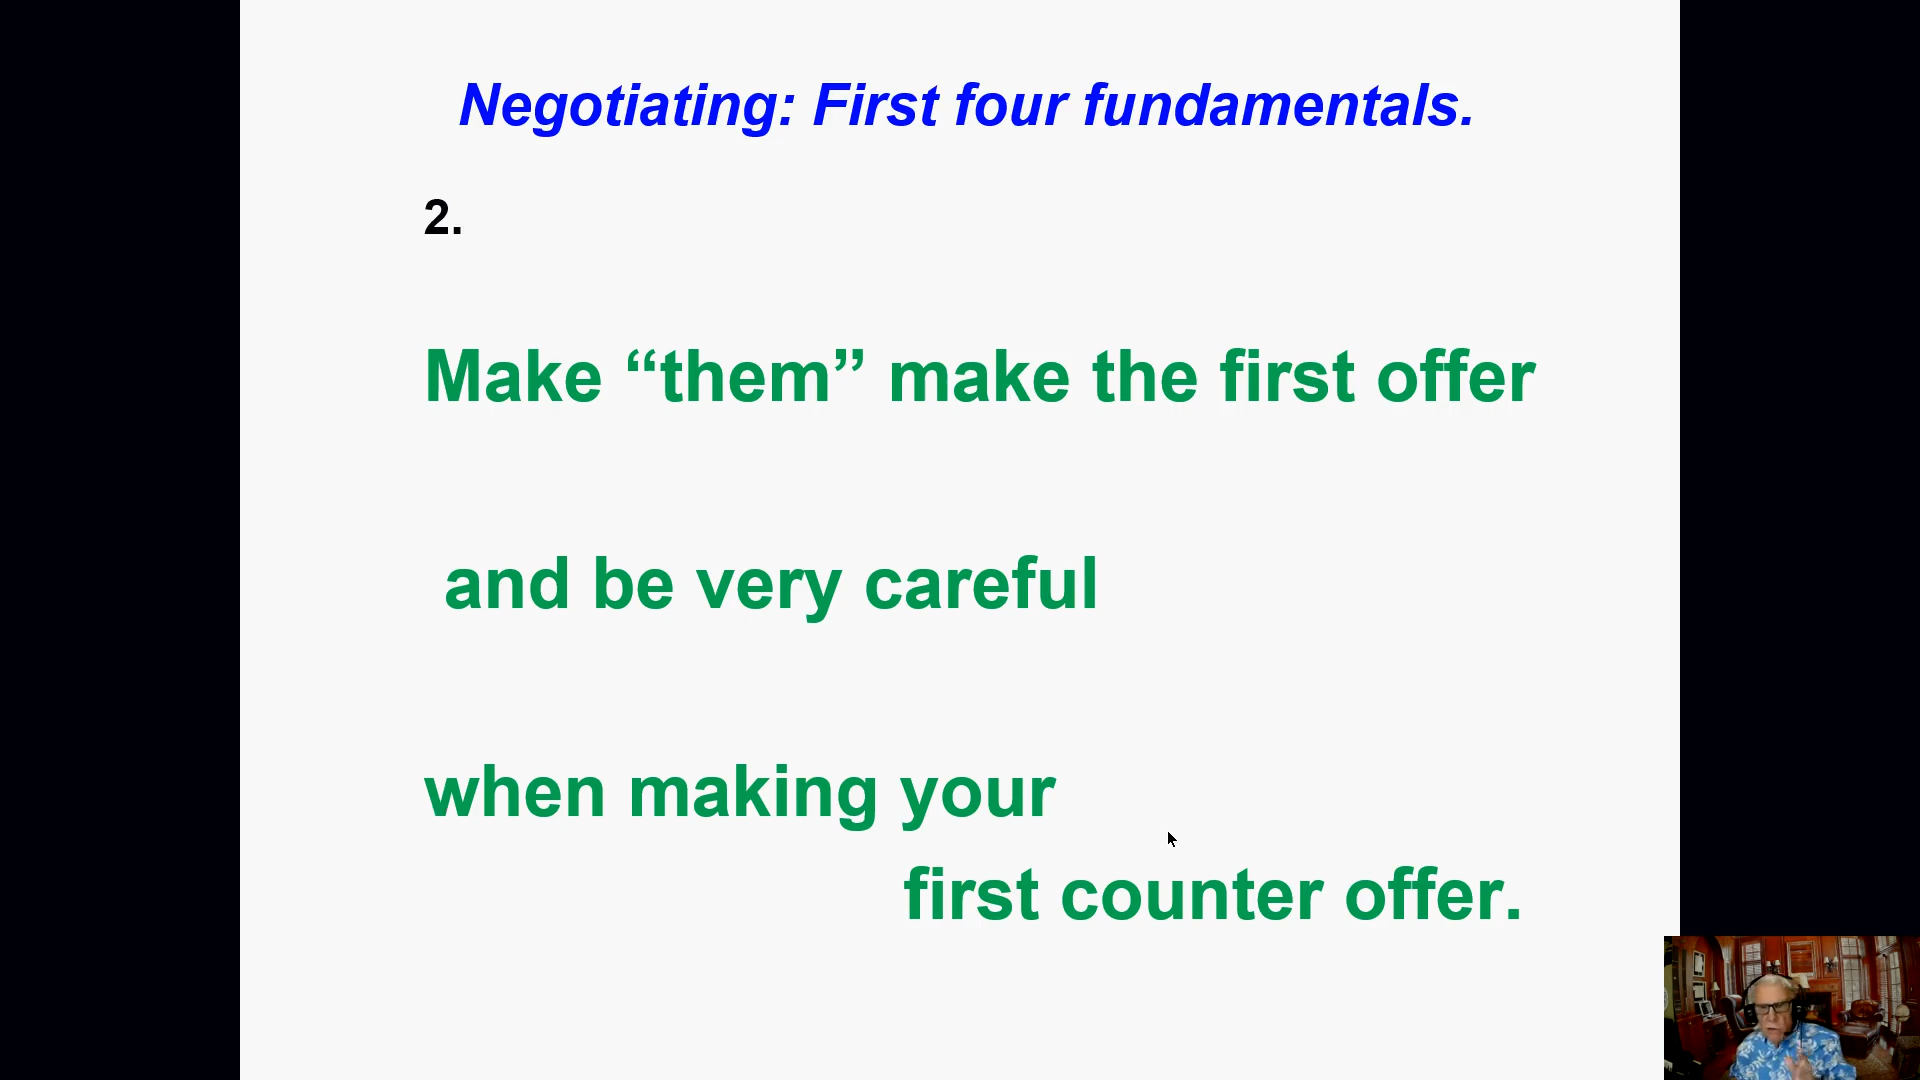 Negotiating: First four fundamentals.
2.
Make “them” make the first offer
and be very careful
when making your
first counter offer.